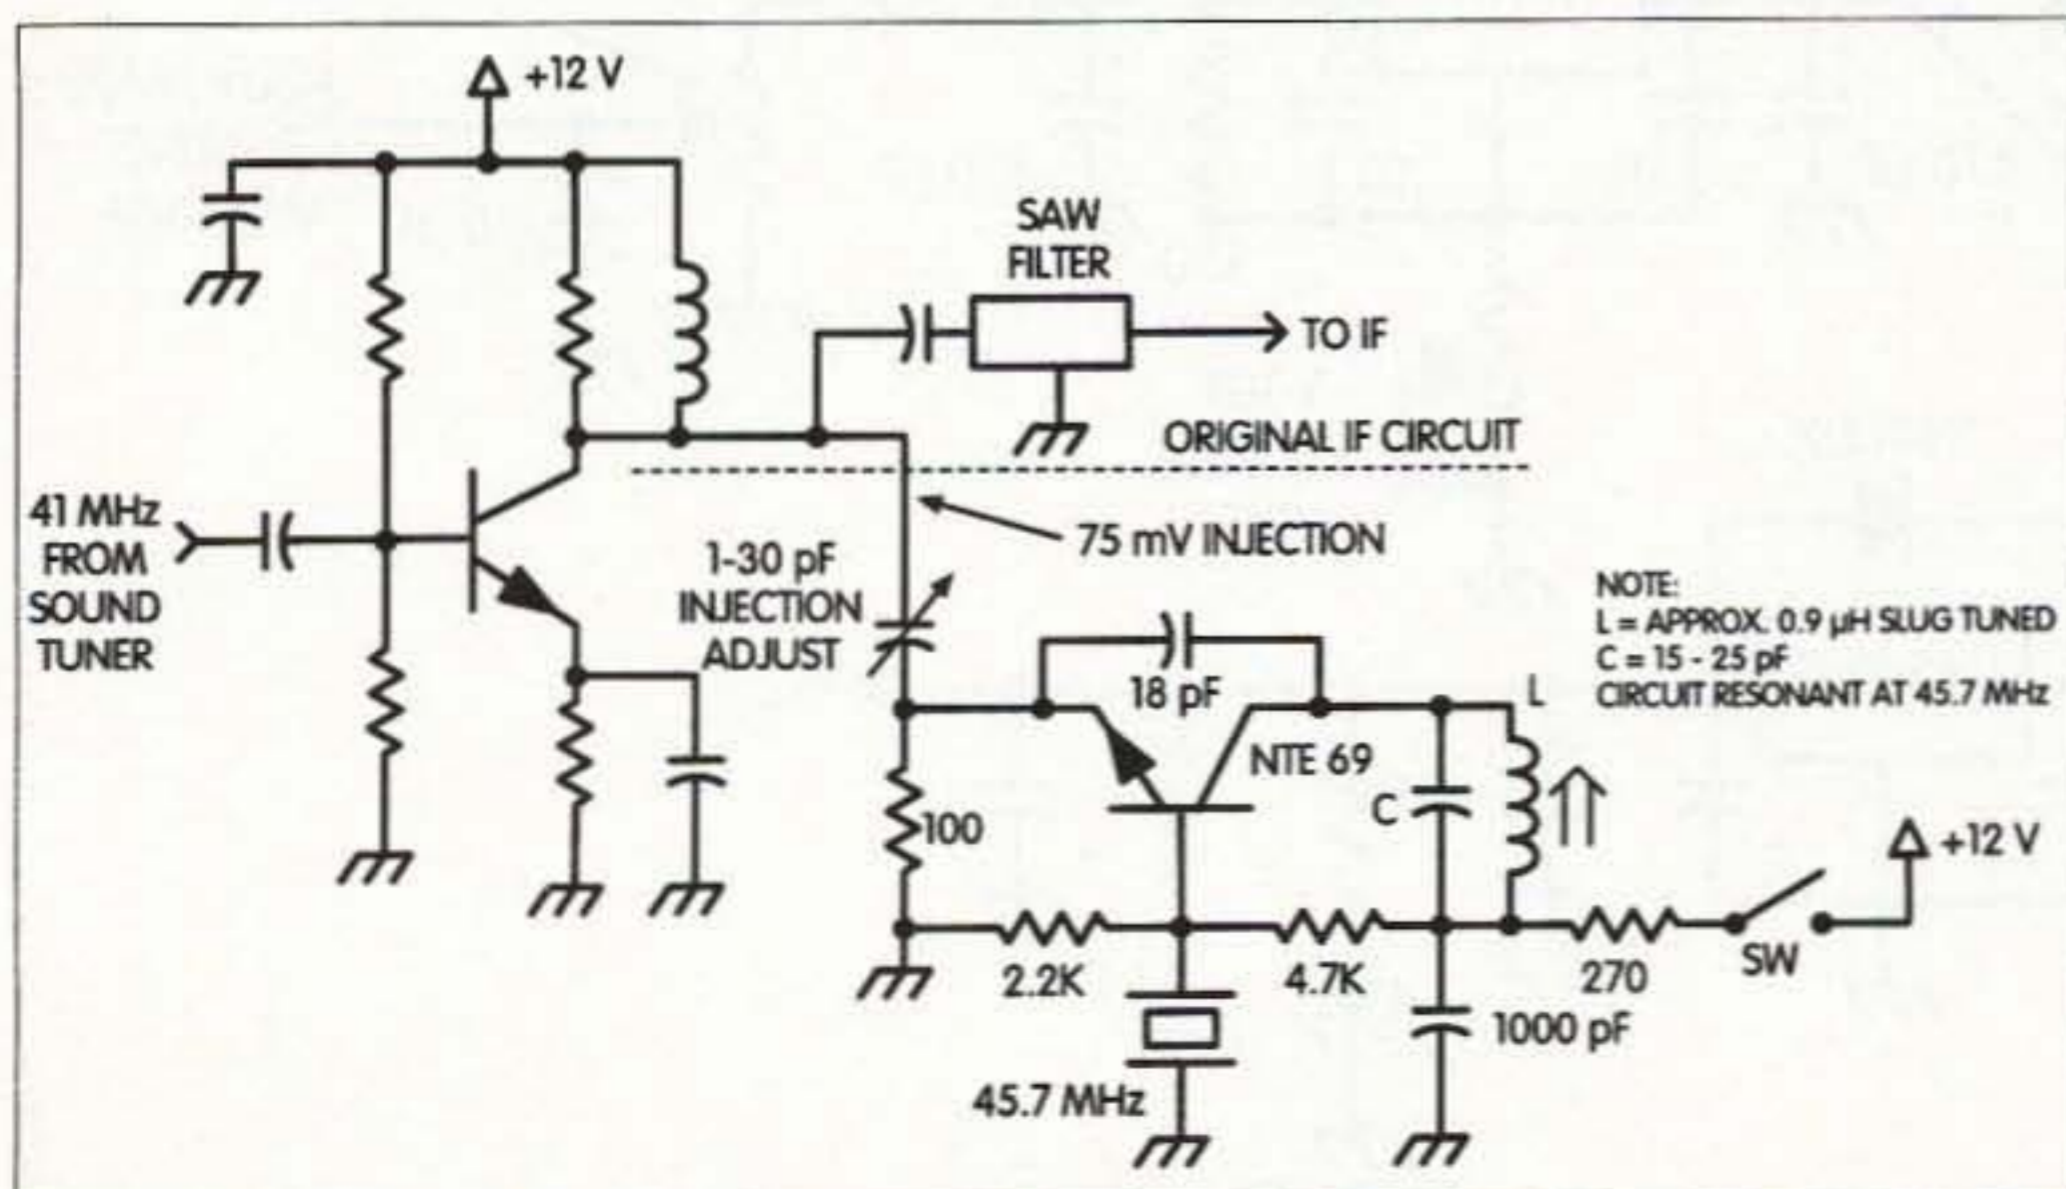 +12 V
SAW
FILTER
TO IF
ORIGINAL IF CIRCUIT
41 MHz
FROM
SOUND
TUNER
75 mV INJECTION
1-30 pF
INJECTION
ADJUST
NOTE:
L = APPROX. 0.9 µH SLUG TUNED
C = 15 - 25 pF
CIRCUIT RESONANT AT 45.7 MHz
18 pF
L
NTE 69
C
100
+12 V
2.2K
4.7K
270
SW
1000 pF
45.7 MHz